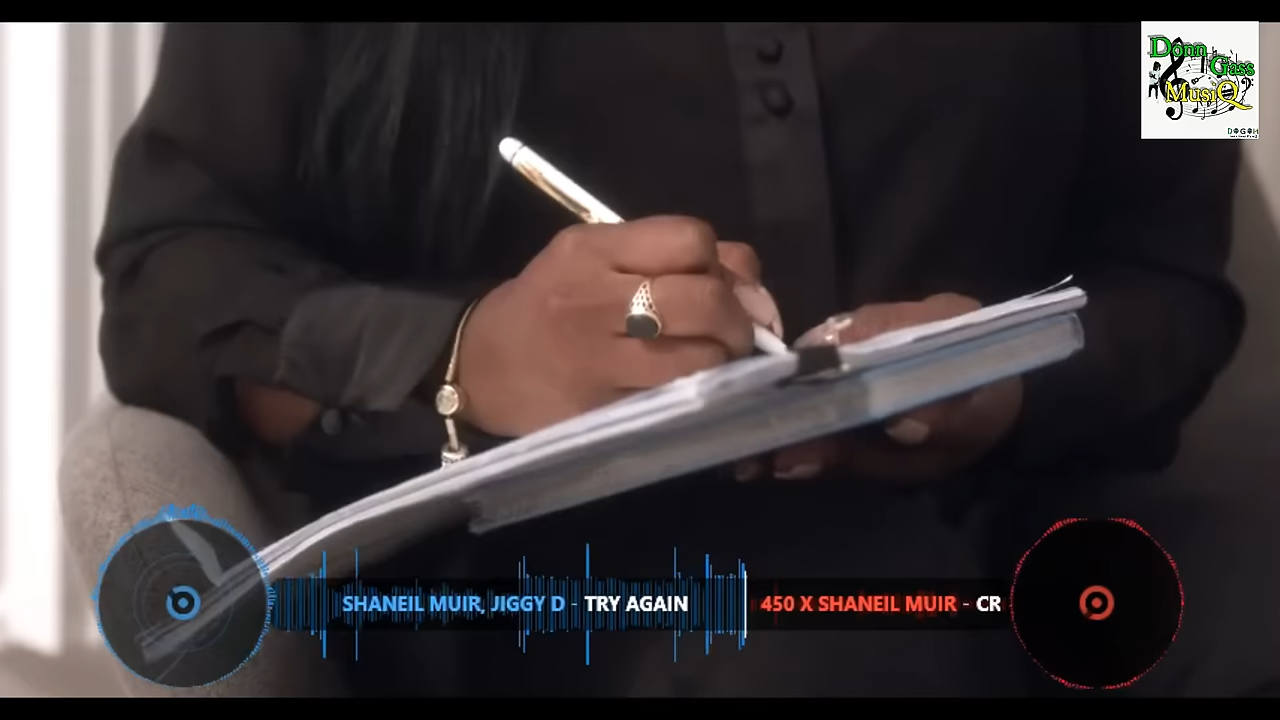 Donn
Gass
MusiQ
SHANEIL MUIR, JIGGY D - TRY AGAIN
450 X SHANEIL MUIR - CR